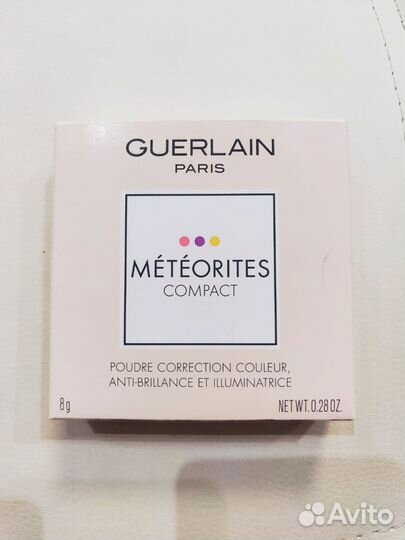 GUERLAIN
PARIS
MÉTÉORITES
COMPACT
POUDRE CORRECTION COULEUR,
ANTI-BRILLANCE ET ILLUMINATRICE
8g NET WT. 0.28 OZ.
Avito